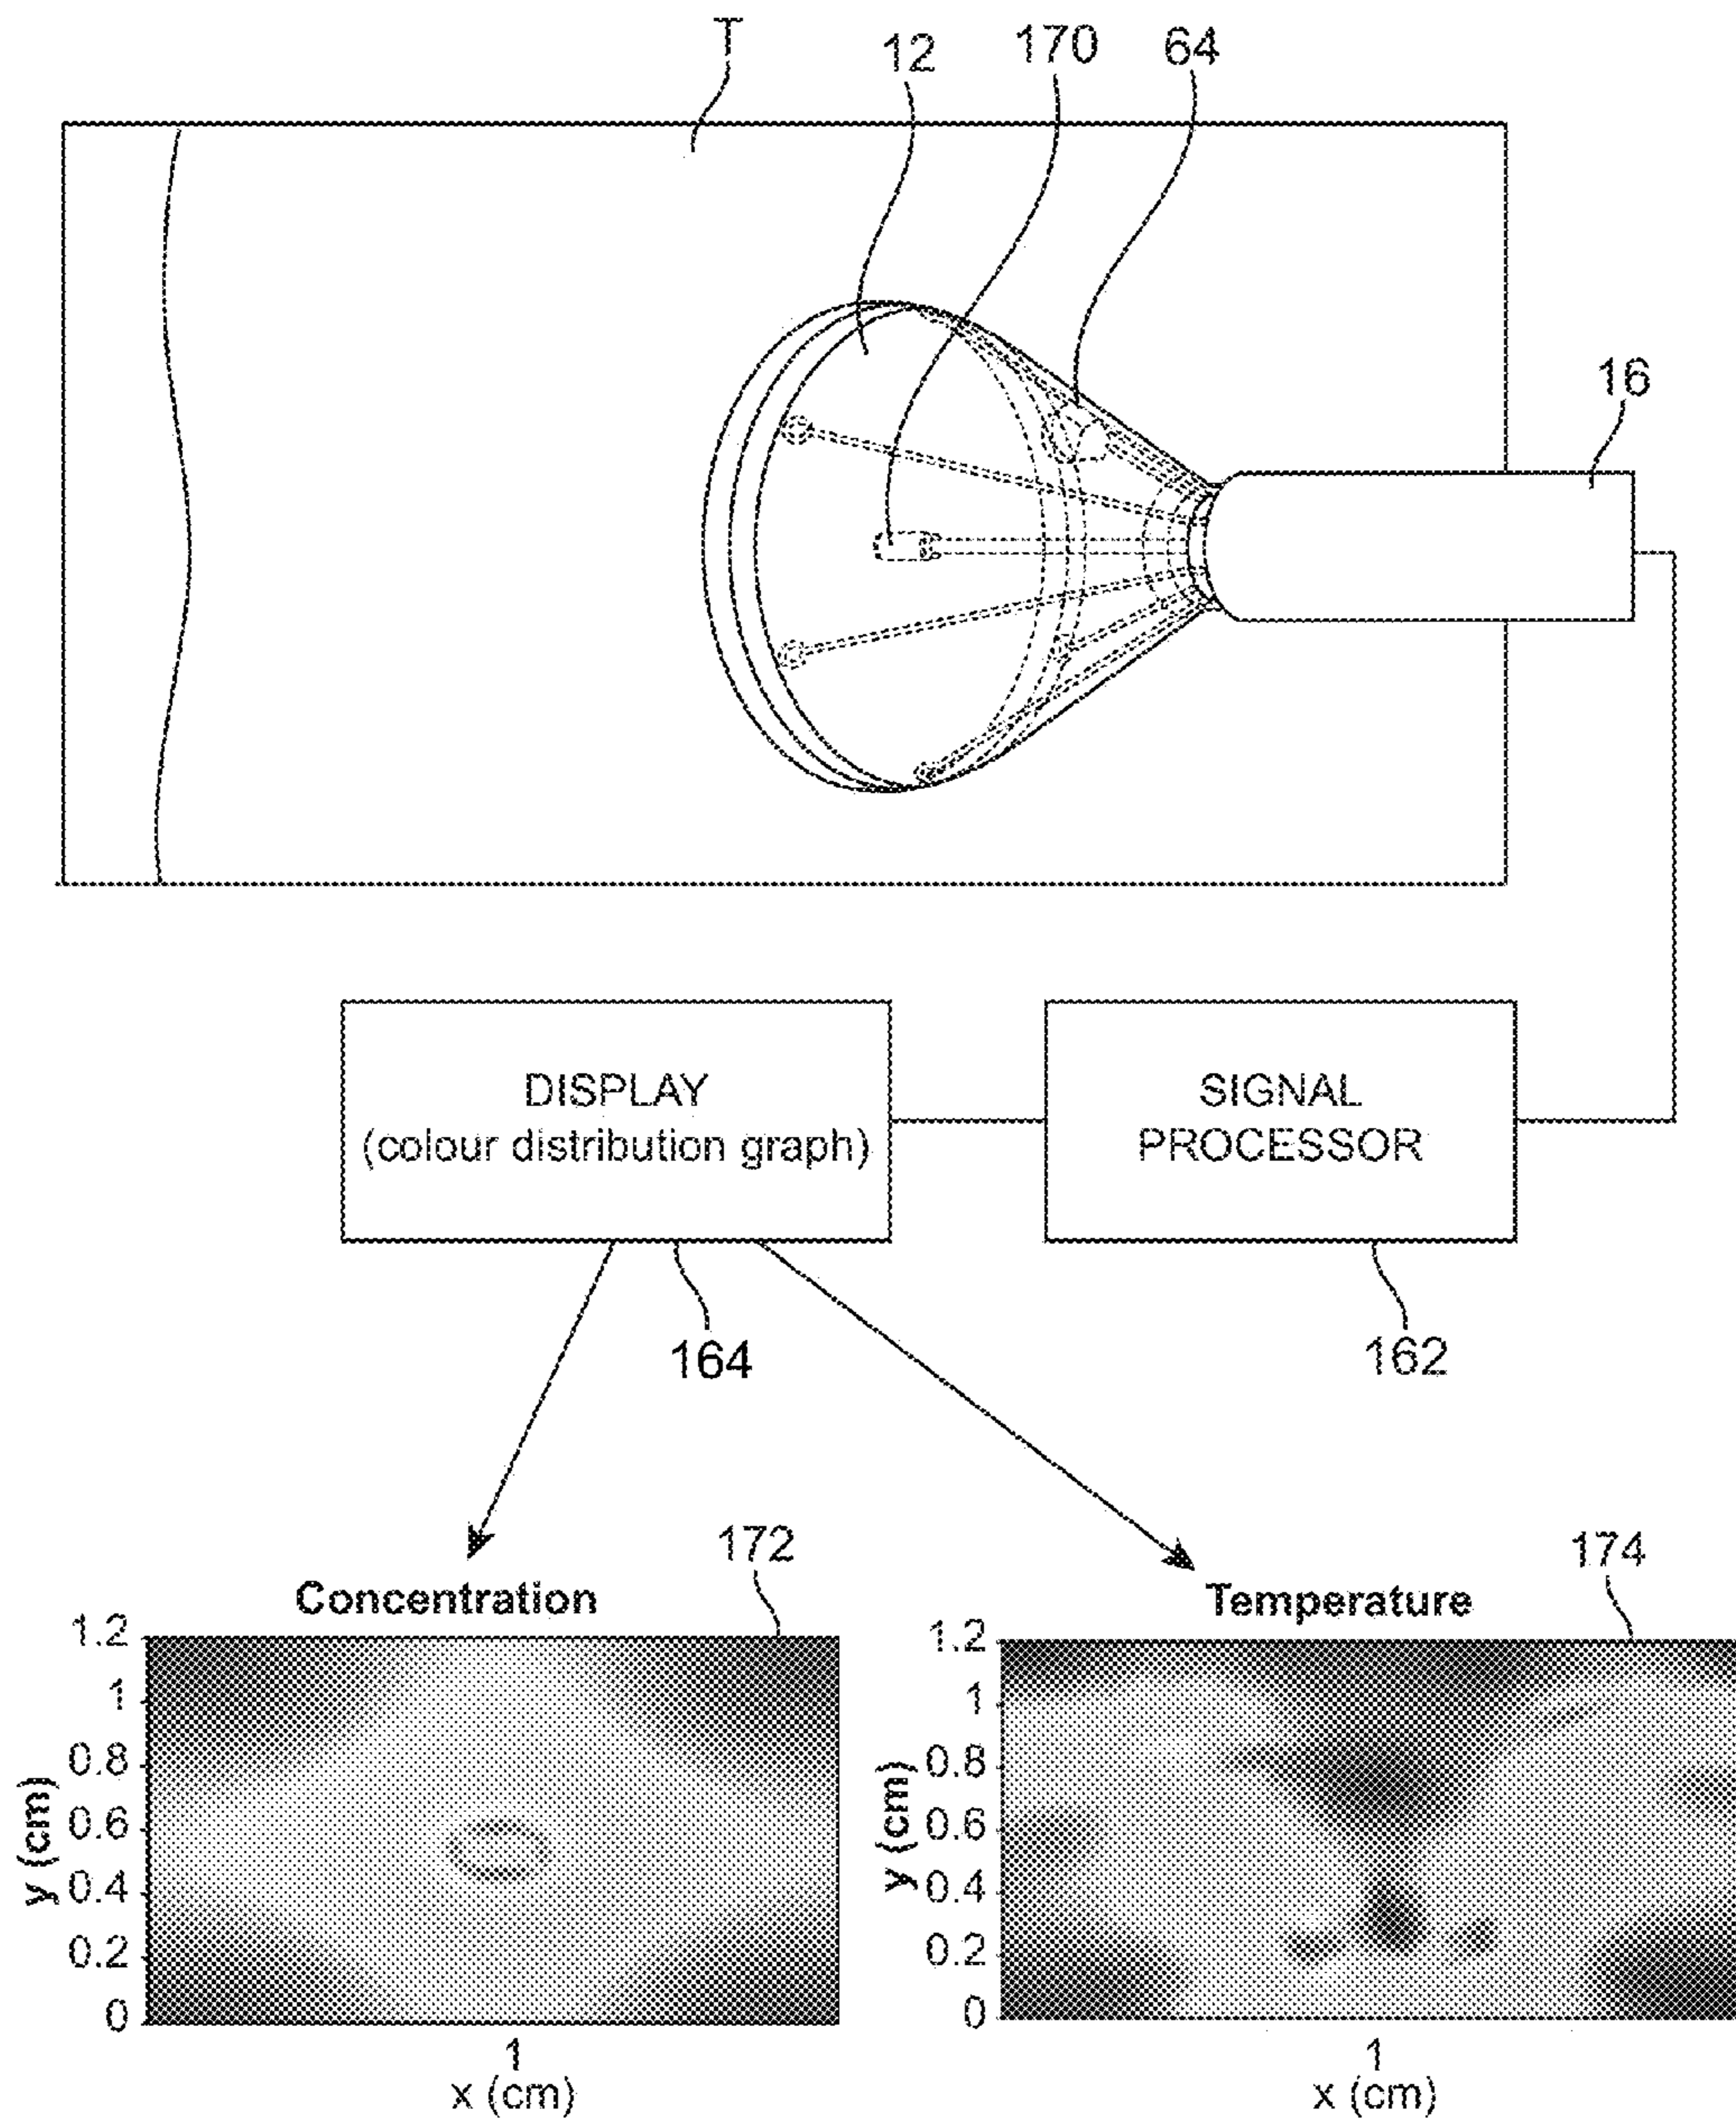 T
12
170
64
16
DISPLAY
(colour distribution graph)
SIGNAL
PROCESSOR
164
162
172
Concentration
1.2
1
0.8
0.6
0.4
0.2
0
y (cm)
1
x (cm)
174
Temperature
1.2
1
0.8
0.6
0.4
0.2
0
y (cm)
1
x (cm)